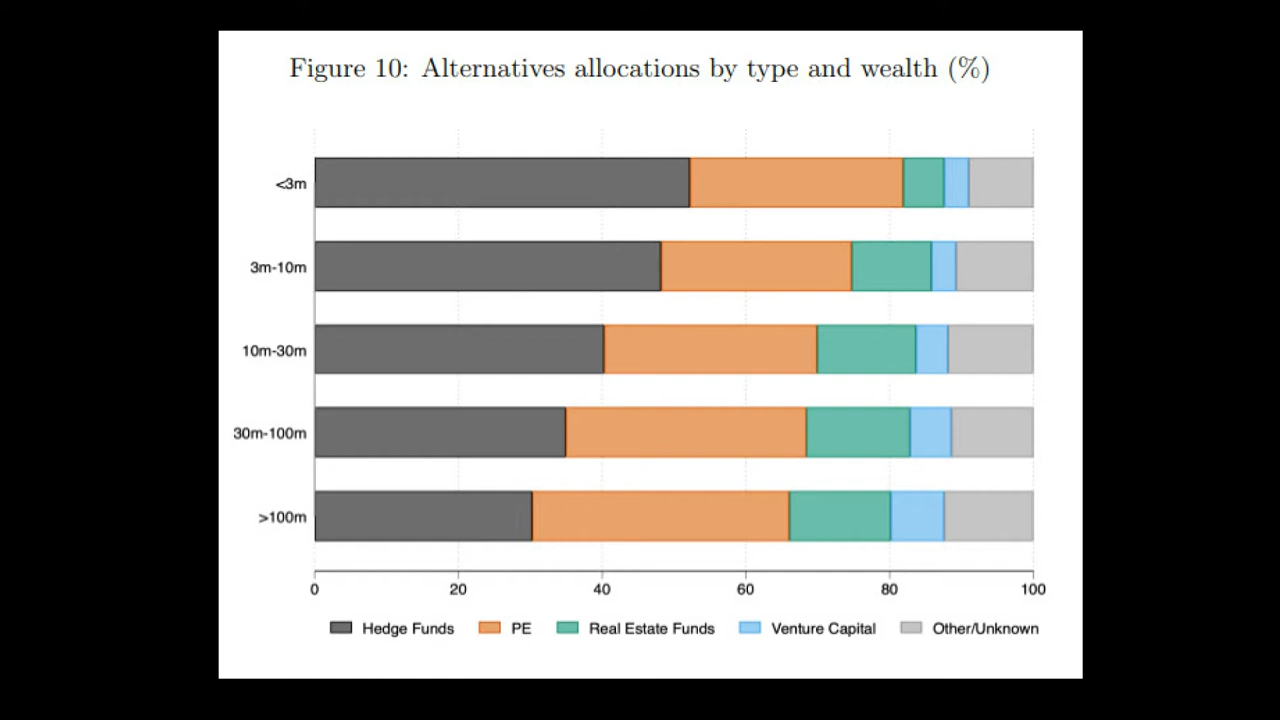 Figure 10: Alternatives allocations by type and wealth (%)
<3m
3m-10m
10m-30m
30m-100m
>100m
0 20 40 60 80 100
Hedge Funds PE Real Estate Funds Venture Capital Other/Unknown